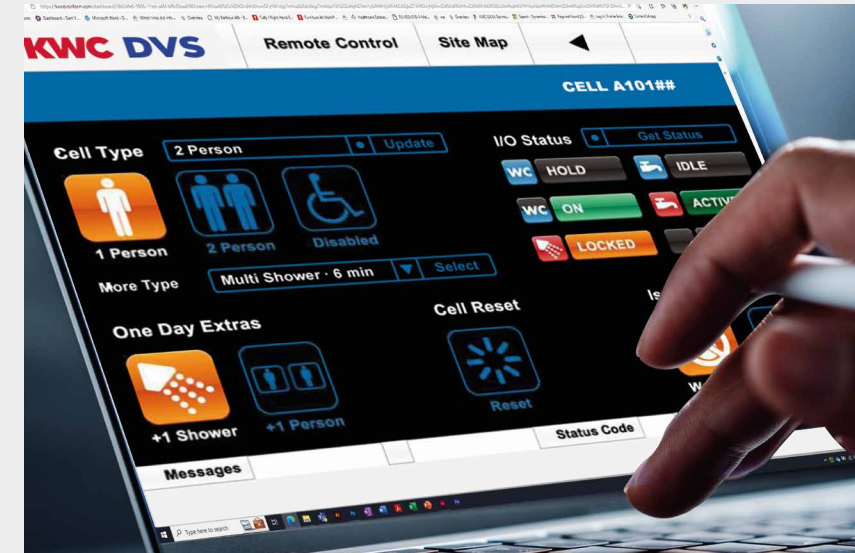 KWC DVS
Remote Control
Site Map
CELL A101##
Cell Type
2 Person
Update
I/O Status
Get Status
WC
HOLD
IDLE
WC
ON
LOCKED
1 Person
2 Person
Disabled
More Type
Multi Shower · 6 min
Select
One Day Extras
Cell Reset
+1 Shower
+1 Person
Reset
Messages
Status Code
Type here to search